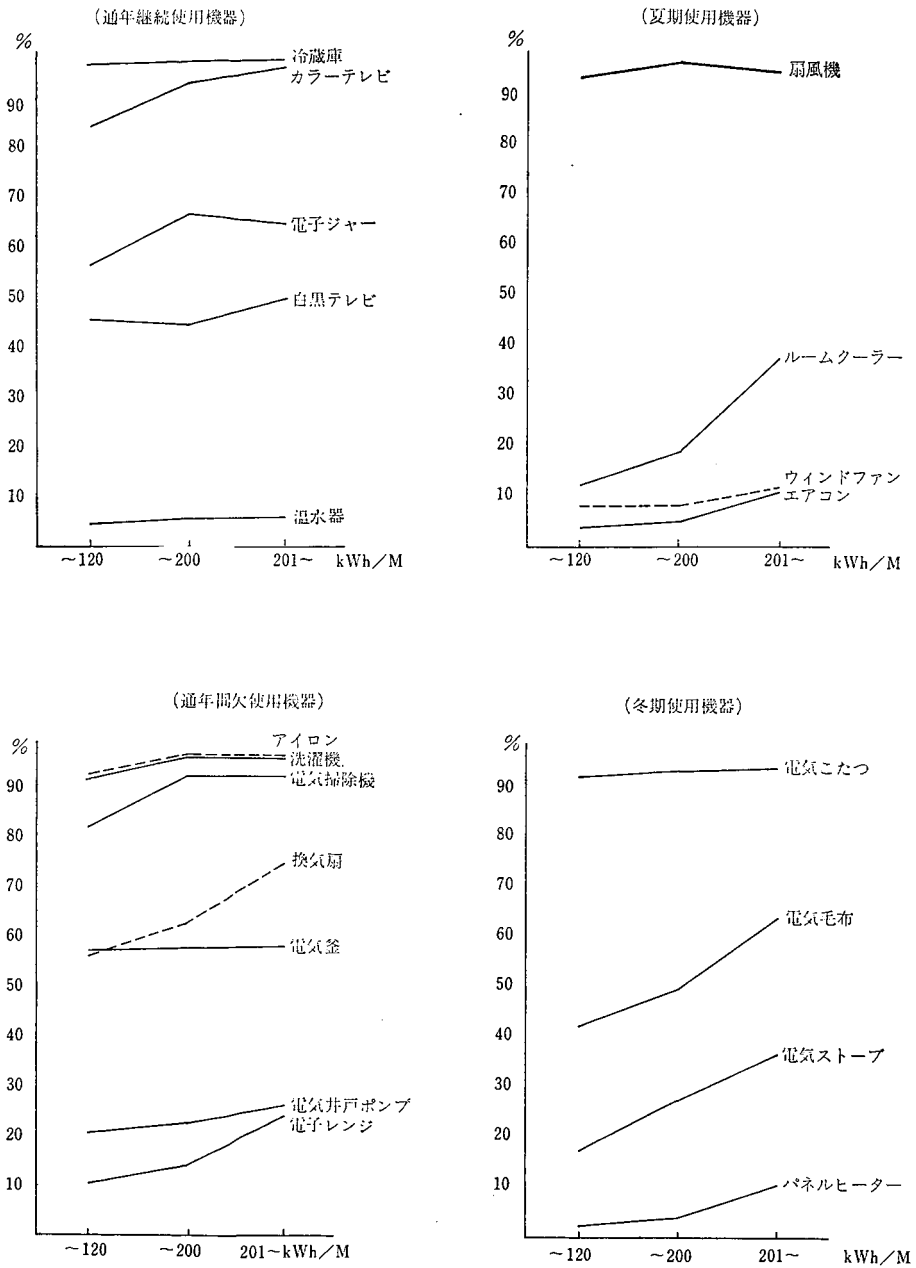 (通年継続使用機器)
%
90
80
70
60
50
40
30
20
10
冷蔵庫
カラーテレビ
電子ジャー
白黒テレビ
温水器
~120
~200
201~
kWh/M
(夏期使用機器)
%
90
80
70
60
50
40
30
20
10
扇風機
ルームクーラー
ウィンドファン
エアコン
~120
~200
201~
kWh/M
(通年間欠使用機器)
%
90
80
70
60
50
40
30
20
10
アイロン
洗濯機
電気掃除機
換気扇
電気釜
電気井戸ポンプ
電子レンジ
~120
~200
201~kWh/M
(冬期使用機器)
%
90
80
70
60
50
40
30
20
10
電気こたつ
電気毛布
電気ストーブ
パネルヒーター
~120
~200
201~
kWh/M